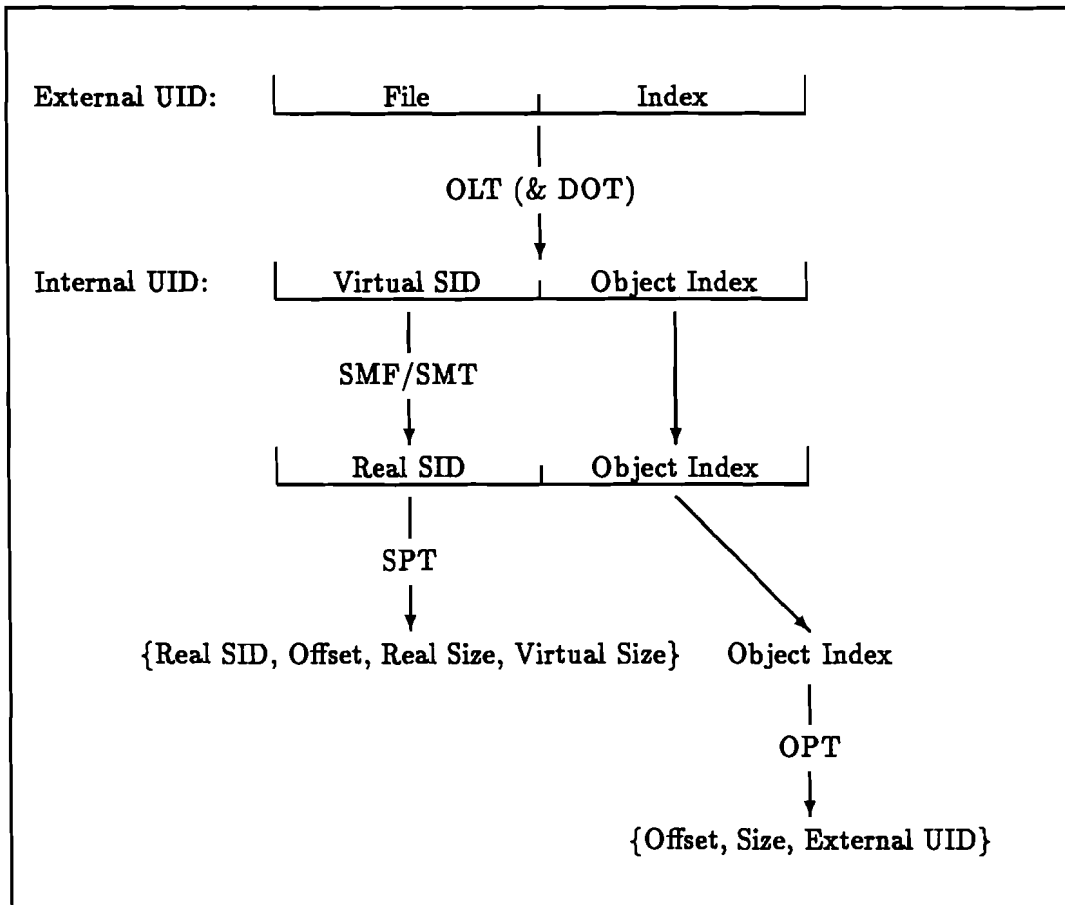 External UID: File Index
OLT (& DOT)
Internal UID: Virtual SID Object Index
SMF/SMT
Real SID Object Index
SPT
{Real SID, Offset, Real Size, Virtual Size} Object Index
OPT
{Offset, Size, External UID}